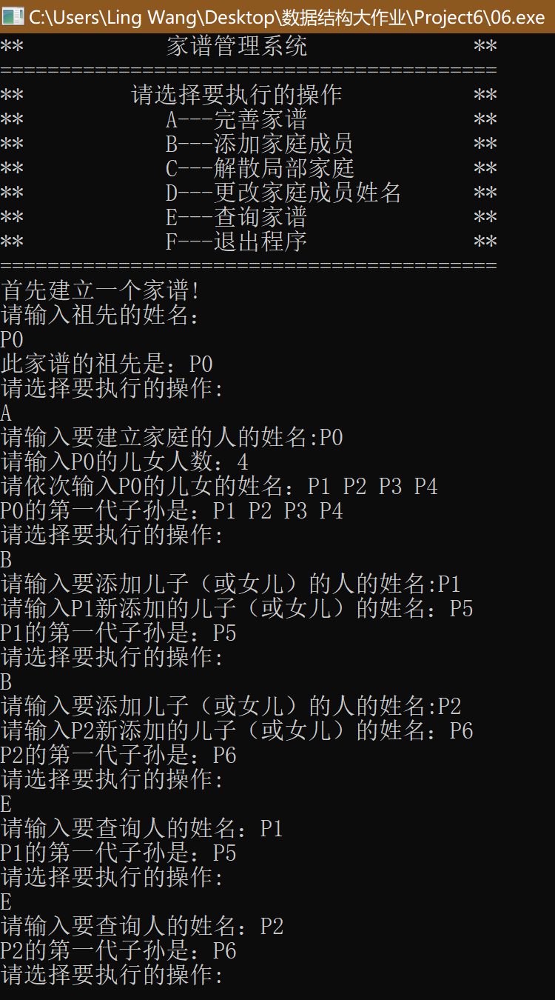 C:\Users\Ling Wang\Desktop\数据结构大作业\Project6\06.exe
** 家谱管理系统 **
==========================================
** 请选择要执行的操作 **
** A---完善家谱 **
** B---添加家庭成员 **
** C---解散局部家庭 **
** D---更改家庭成员姓名 **
** E---查询家谱 **
** F---退出程序 **
==========================================
首先建立一个家谱!
请输入祖先的姓名:
P0
此家谱的祖先是：P0
请选择要执行的操作:
A
请输入要建立家庭的人的姓名:P0
请输入P0的儿女人数：4
请依次输入P0的儿女的姓名：P1 P2 P3 P4
P0的第一代子孙是：P1 P2 P3 P4
请选择要执行的操作:
B
请输入要添加儿子（或女儿）的人的姓名:P1
请输入P1新添加的儿子（或女儿）的姓名：P5
P1的第一代子孙是：P5
请选择要执行的操作:
B
请输入要添加儿子（或女儿）的人的姓名:P2
请输入P2新添加的儿子（或女儿）的姓名：P6
P2的第一代子孙是：P6
请选择要执行的操作:
E
请输入要查询人的姓名：P1
P1的第一代子孙是：P5
请选择要执行的操作:
E
请输入要查询人的姓名：P2
P2的第一代子孙是：P6
请选择要执行的操作: